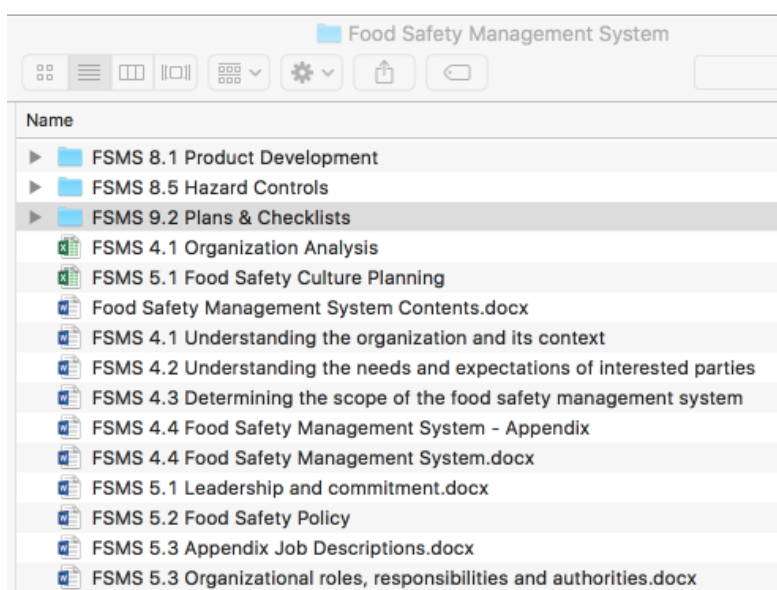 Food Safety Management System
Name
FSMS 8.1 Product Development
FSMS 8.5 Hazard Controls
FSMS 9.2 Plans & Checklists
FSMS 4.1 Organization Analysis
FSMS 5.1 Food Safety Culture Planning
Food Safety Management System Contents.docx
FSMS 4.1 Understanding the organization and its context
FSMS 4.2 Understanding the needs and expectations of interested parties
FSMS 4.3 Determining the scope of the food safety management system
FSMS 4.4 Food Safety Management System - Appendix
FSMS 4.4 Food Safety Management System.docx
FSMS 5.1 Leadership and commitment.docx
FSMS 5.2 Food Safety Policy
FSMS 5.3 Appendix Job Descriptions.docx
FSMS 5.3 Organizational roles, responsibilities and authorities.docx